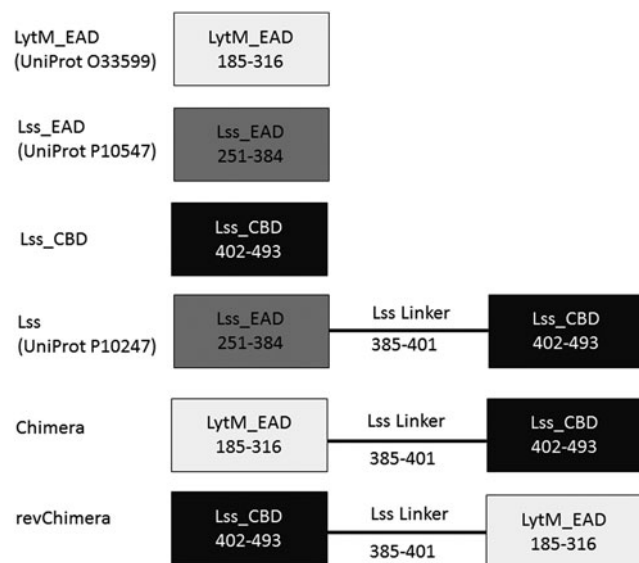 LytM_EAD
(UniProt O33599)
LytM_EAD
185-316
Lss_EAD
(UniProt P10547)
Lss_EAD
251-384
Lss_CBD
Lss_CBD
402-493
Lss
(UniProt P10247)
Lss_EAD
251-384
Lss Linker
385-401
Lss_CBD
402-493
Chimera
LytM_EAD
185-316
Lss Linker
385-401
Lss_CBD
402-493
revChimera
Lss_CBD
402-493
Lss Linker
385-401
LytM_EAD
185-316